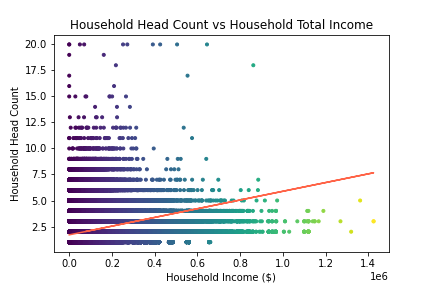 Household Head Count vs Household Total Income
20.0
17.5
15.0
12.5
10.0
7.5
5.0
2.5
Household Head Count
0.0 0.2 0.4 0.6 0.8 1.0 1.2 1.4
1e6
Household Income ($)